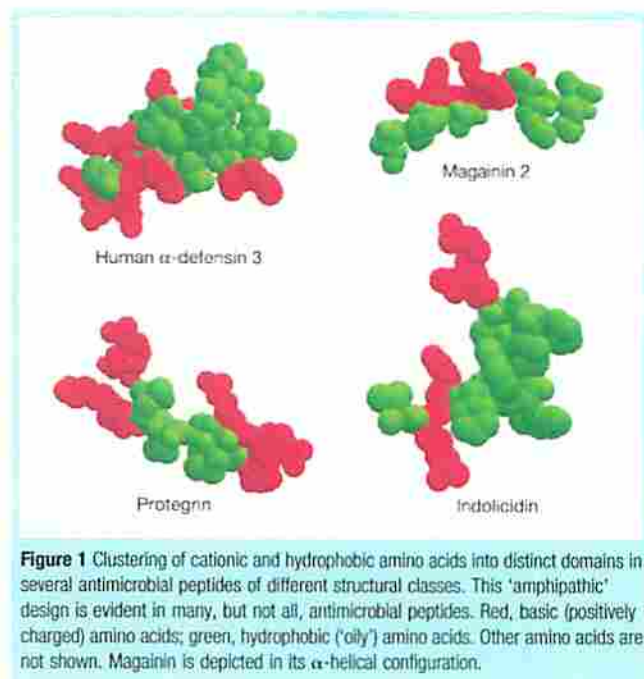 Human α-defensin 3
Magainin 2
Protegrin
Indolicidin
Figure 1 Clustering of cationic and hydrophobic amino acids into distinct domains in
several antimicrobial peptides of different structural classes. This 'amphipathic'
design is evident in many, but not all, antimicrobial peptides. Red, basic (positively
charged) amino acids; green, hydrophobic ('oily') amino acids. Other amino acids are
not shown. Magainin is depicted in its α-helical configuration.